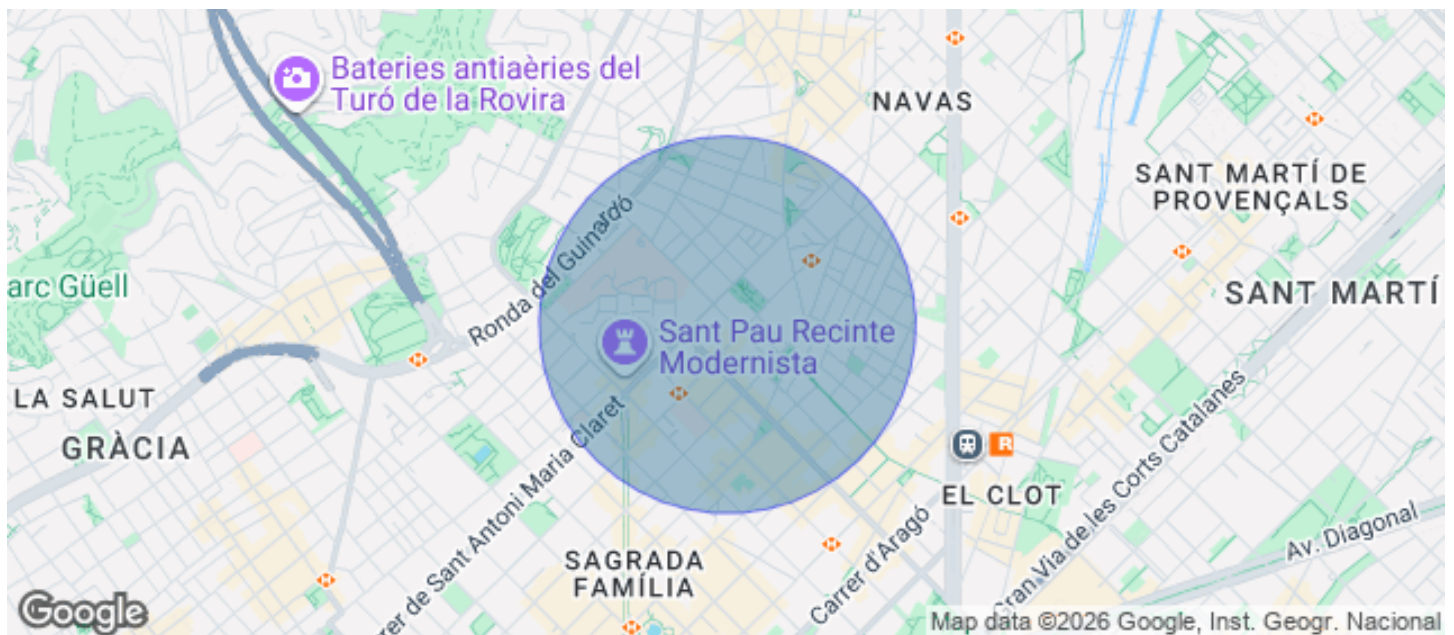 Bateries antiaèries del
Turó de la Rovira
NAVAS
SANT MARTÍ DE
PROVENÇALS
Ronda del Guinardó
arc Güell
SANT MARTÍ
Sant Pau Recinte
Modernista
LA SALUT
GRÀCIA
rer de Sant Antoni Maria Claret
R
EL CLOT
Gran Via de les Corts Catalanes
Carrer d'Aragó
Av. Diagonal
SAGRADA
FAMÍLIA
Google
Map data ©2026 Google, Inst. Geogr. Nacional